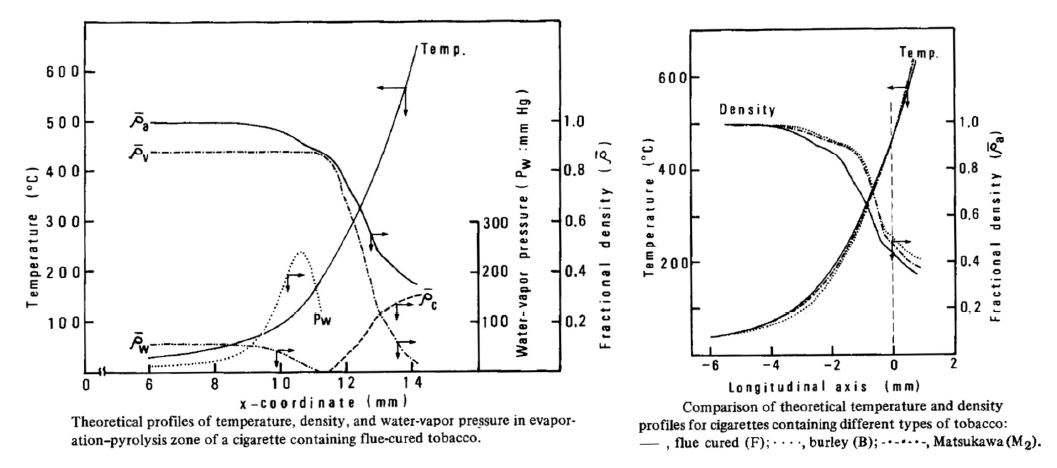 Temp.
600
500
400
300
200
100
Temperature (°C)
ρ̄a
ρ̄v
ρ̄w
Pw
ρ̄c
300
200
100
Water-vapor pressure (Pw : mm Hg)
1.0
0.8
0.6
0.4
0.2
Fractional density (ρ̄)
0 6 8 10 12 14
x-coordinate (mm)
Theoretical profiles of temperature, density, and water-vapor pressure in evapor-
ation-pyrolysis zone of a cigarette containing flue-cured tobacco.
Temp.
Density
600
400
200
Temperature (°C)
1.0
0.8
0.6
0.4
0.2
Fractional density (ρ̄a)
-6 -4 -2 0 2
Longitudinal axis (mm)
Comparison of theoretical temperature and density
profiles for cigarettes containing different types of tobacco:
—, flue cured (F); · · · ·, burley (B); -·-·-·-, Matsukawa (M₂).